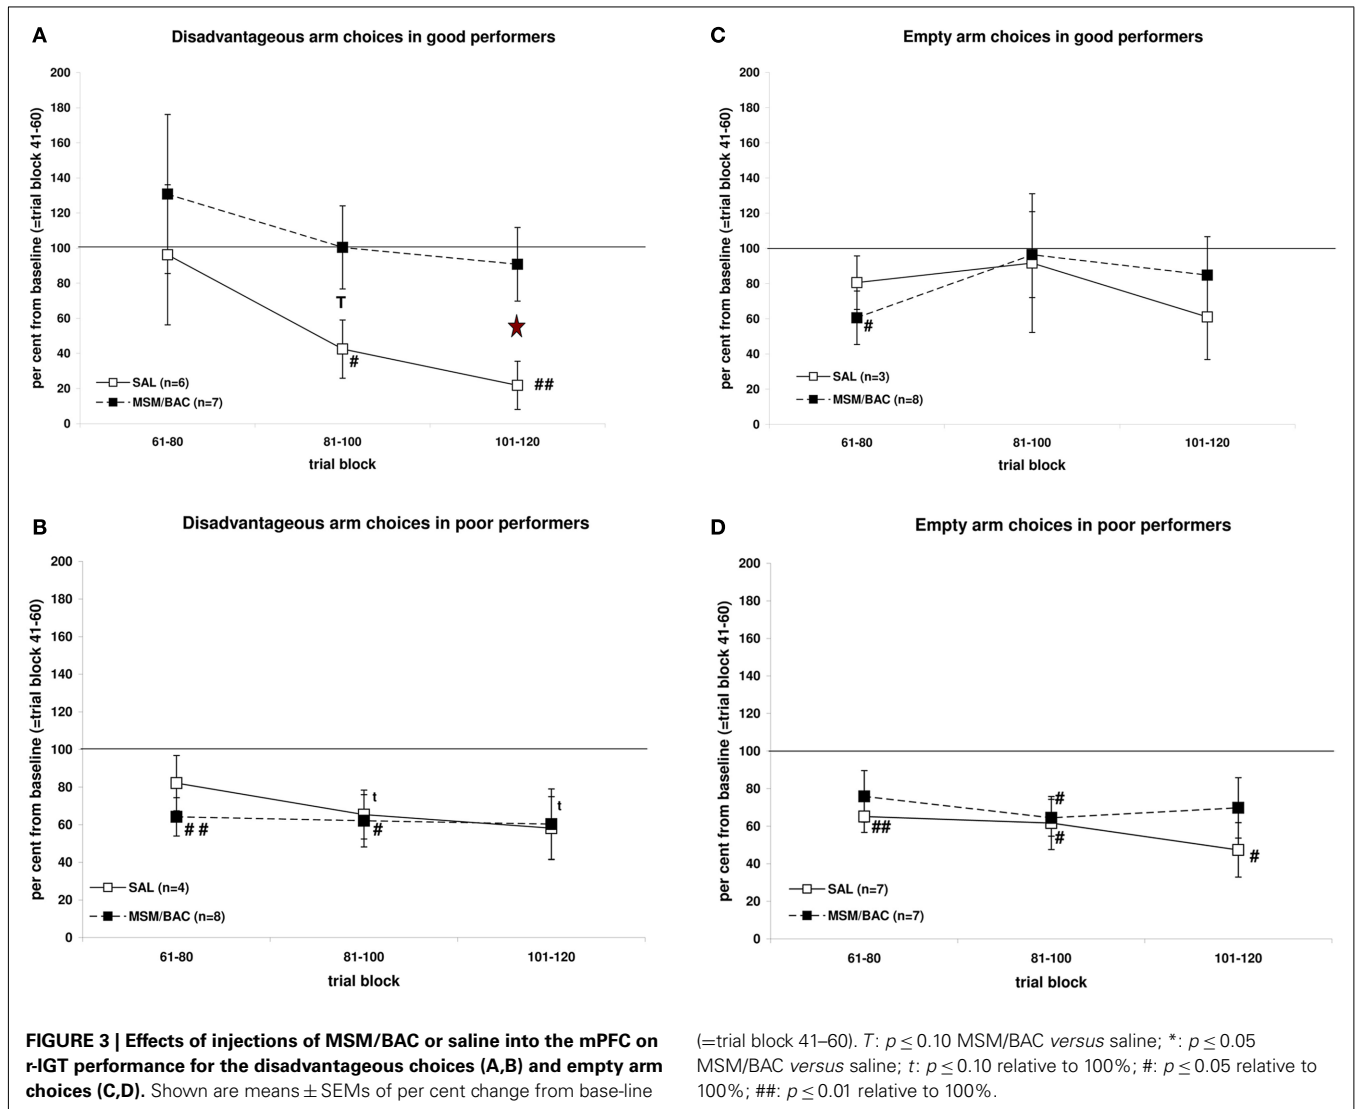 A
Disadvantageous arm choices in good performers
per cent from baseline (=trial block 41-60)
200
180
160
140
120
100
80
60
40
20
0
T
#
##
SAL (n=6)
MSM/BAC (n=7)
61-80 81-100 101-120
trial block
C
Empty arm choices in good performers
per cent from baseline (=trial block 41-60)
200
180
160
140
120
100
80
60
40
20
0
#
SAL (n=3)
MSM/BAC (n=8)
61-80 81-100 101-120
trial block
B
Disadvantageous arm choices in poor performers
per cent from baseline (=trial block 41-60)
200
180
160
140
120
100
80
60
40
20
0
# #
t
#
t
SAL (n=4)
MSM/BAC (n=8)
61-80 81-100 101-120
trial block
D
Empty arm choices in poor performers
per cent from baseline (=trial block 41-60)
200
180
160
140
120
100
80
60
40
20
0
##
#
#
#
SAL (n=7)
MSM/BAC (n=7)
61-80 81-100 101-120
trial block
FIGURE 3 | Effects of injections of MSM/BAC or saline into the mPFC on
r-IGT performance for the disadvantageous choices (A,B) and empty arm
choices (C,D). Shown are means ± SEMs of per cent change from base-line
(=trial block 41–60). T: p ≤ 0.10 MSM/BAC versus saline; *: p ≤ 0.05
MSM/BAC versus saline; t: p ≤ 0.10 relative to 100%; #: p ≤ 0.05 relative to
100%; ##: p ≤ 0.01 relative to 100%.